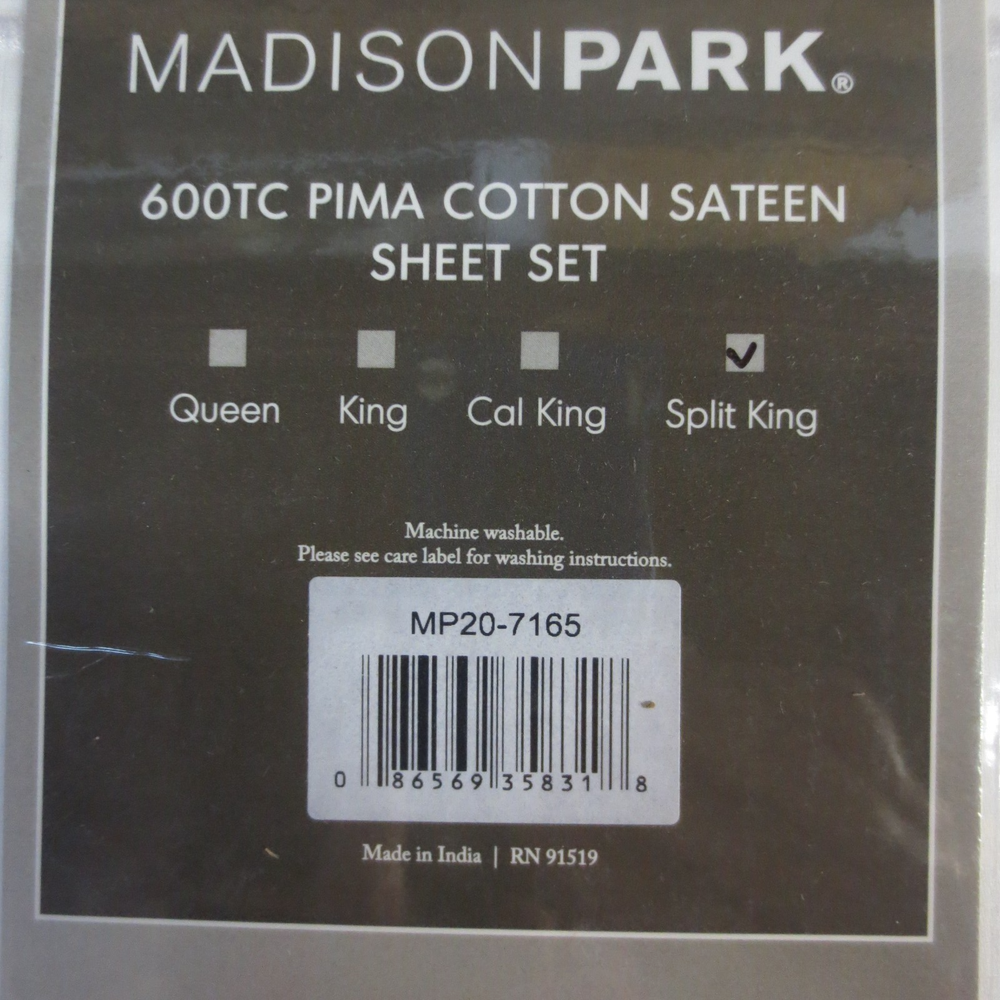 MADISONPARK®
600TC PIMA COTTON SATEEN
SHEET SET
Queen King Cal King Split King
Machine washable.
Please see care label for washing instructions.
MP20-7165
0 86569 35831 8
Made in India | RN 91519